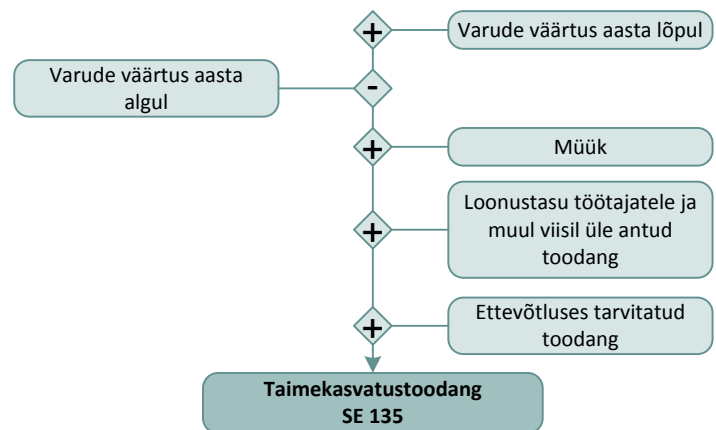 +
Varude väärtus aasta lõpul
Varude väärtus aasta
algul
-
+
Müük
+
Loonustasu töötajatele ja
muul viisil üle antud
toodang
+
Ettevõtluses tarvitatud
toodang
Taimekasvatustoodang
SE 135